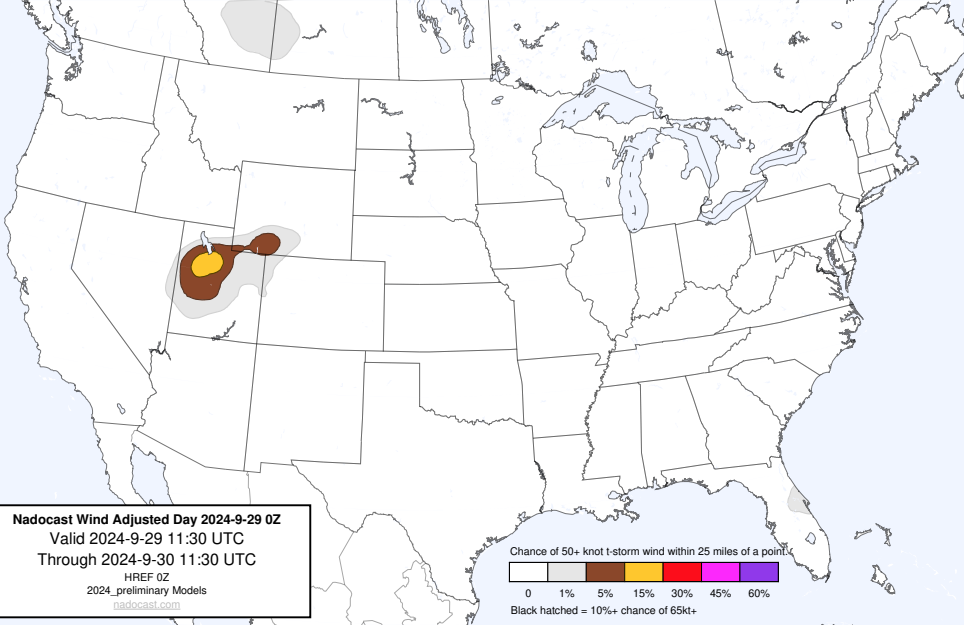 Nadocast Wind Adjusted Day 2024-9-29 0Z
Valid 2024-9-29 11:30 UTC
Through 2024-9-30 11:30 UTC
HREF 0Z
2024_preliminary Models
nadocast.com
Chance of 50+ knot t-storm wind within 25 miles of a point.
0 1% 5% 15% 30% 45% 60%
Black hatched = 10%+ chance of 65kt+